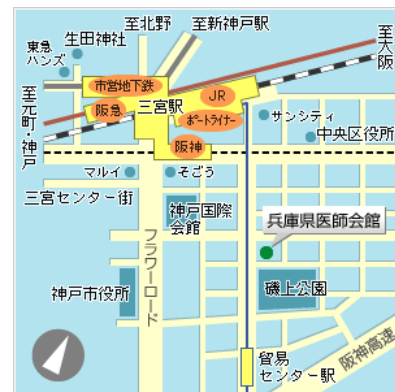 至北野
至新神戸駅
至大阪
生田神社
東急
ハンズ
市営地下鉄
JR
阪急
三宮駅
ポートライナー
サンシティ
至元町・神戸
中央区役所
阪神
マルイ
そごう
三宮センター街
神戸国際
会館
兵庫県医師会館
フラワーロード
神戸市役所
磯上公園
貿易
センター駅
阪神高速